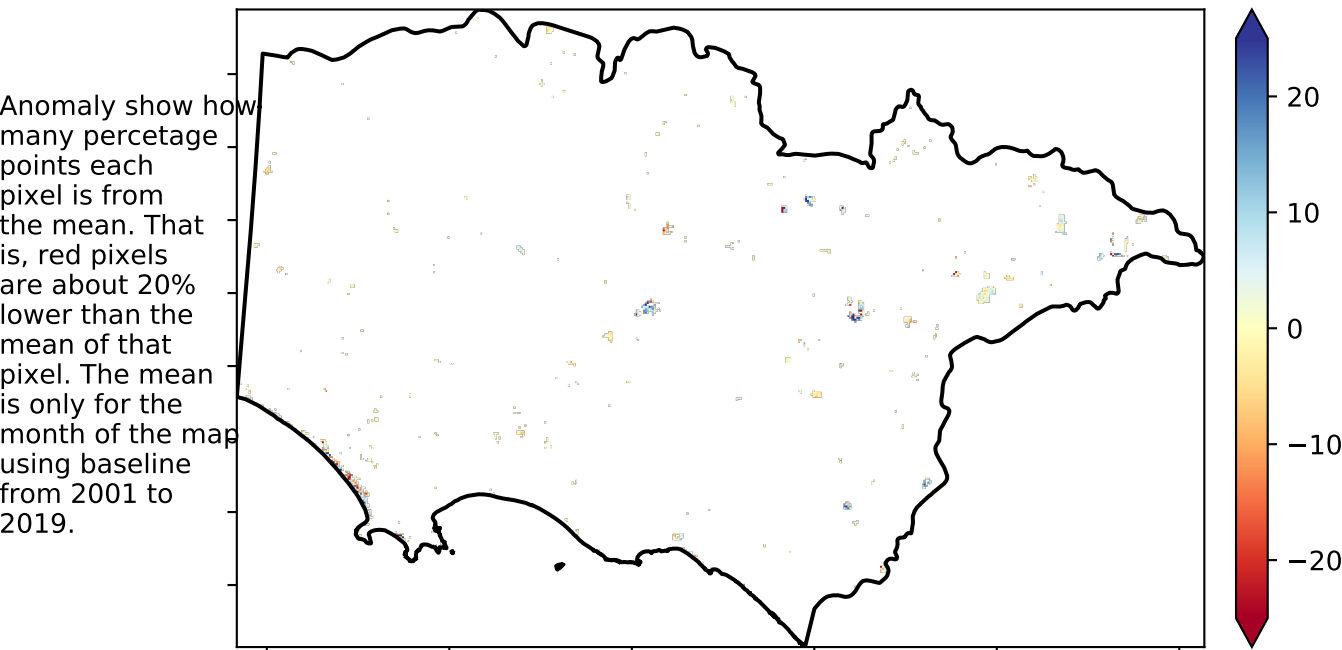 Anomaly show how
many percetage
points each
pixel is from
the mean. That
is, red pixels
are about 20%
lower than the
mean of that
pixel. The mean
is only for the
month of the map
using baseline
from 2001 to
2019.
20
10
0
−10
−20